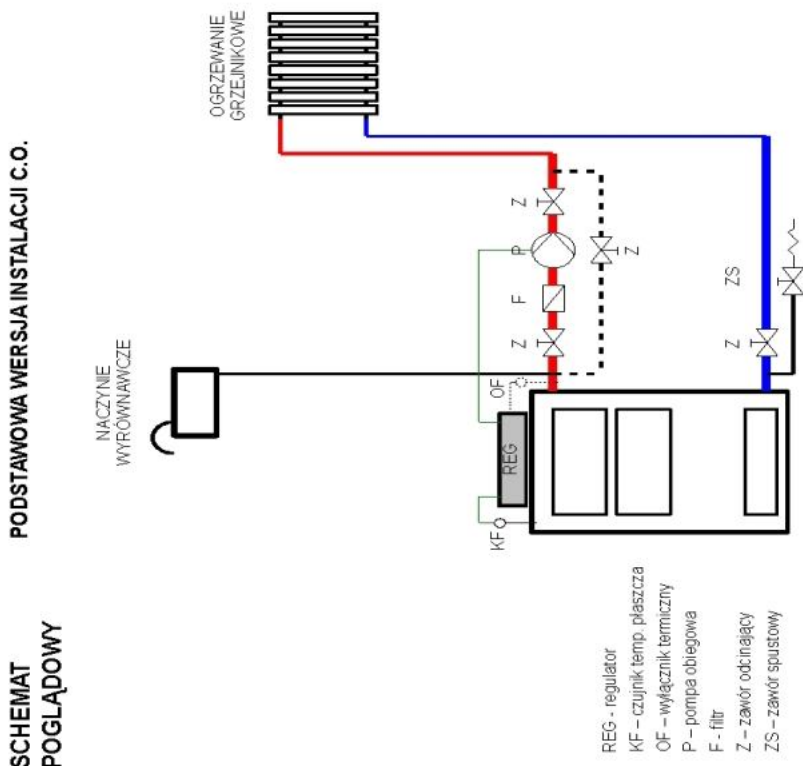 SCHEMAT
POGLĄDOWY
PODSTAWOWA WERSJA INSTALACJI C.O.
NACZYNIE
WYRÓWNAWCZE
OGRZEWANIE
GRZEJNIKOWE
KF
REG
OF
Z
F
P
Z
Z
Z
ZS
REG - regulator
KF – czujnik temp. płaszcza
OF – wyłącznik termiczny
P – pompa obiegowa
F - filtr
Z – zawór odcinający
ZS – zawór spustowy